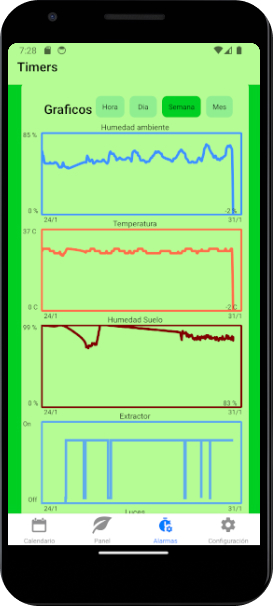 7:28
Timers
Graficos Hora Dia Semana Mes
Humedad ambiente
85 %
0 % -2 %
24/1 31/1
Temperatura
37 C
0 C -2 C
24/1 31/1
Humedad Suelo
99 %
0 % 83 %
24/1 31/1
Extractor
On
Off
24/1 31/1
Luces
Calendario Panel Alarmas Configuración